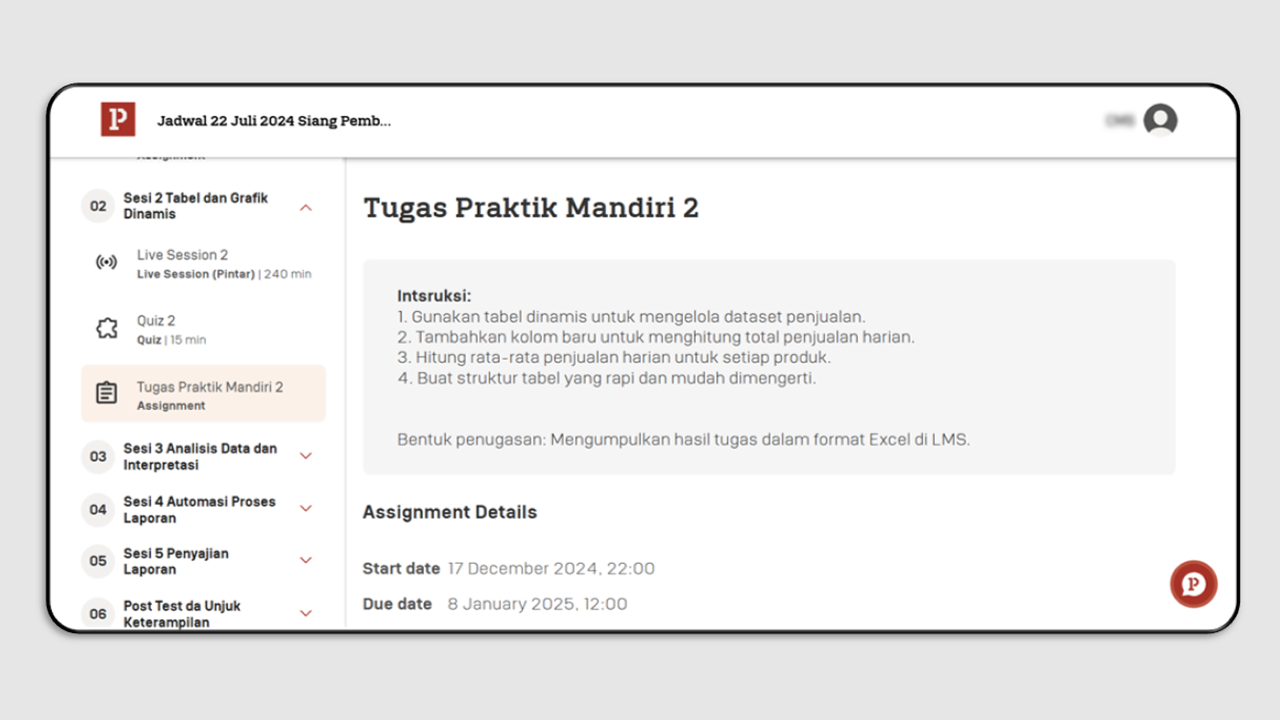 P
Jadwal 22 Juli 2024 Siang Pemb...
02
Sesi 2 Tabel dan Grafik
Dinamis
Live Session 2
Live Session (Pintar) | 240 min
Quiz 2
Quiz | 15 min
Tugas Praktik Mandiri 2
Assignment
03
Sesi 3 Analisis Data dan
Interpretasi
04
Sesi 4 Automasi Proses
Laporan
05
Sesi 5 Penyajian
Laporan
06
Post Test da Unjuk
Keterampilan
Tugas Praktik Mandiri 2
Intsruksi:
1. Gunakan tabel dinamis untuk mengelola dataset penjualan.
2. Tambahkan kolom baru untuk menghitung total penjualan harian.
3. Hitung rata-rata penjualan harian untuk setiap produk.
4. Buat struktur tabel yang rapi dan mudah dimengerti.
Bentuk penugasan: Mengumpulkan hasil tugas dalam format Excel di LMS.
Assignment Details
Start date 17 December 2024, 22:00
Due date 8 January 2025, 12:00
P